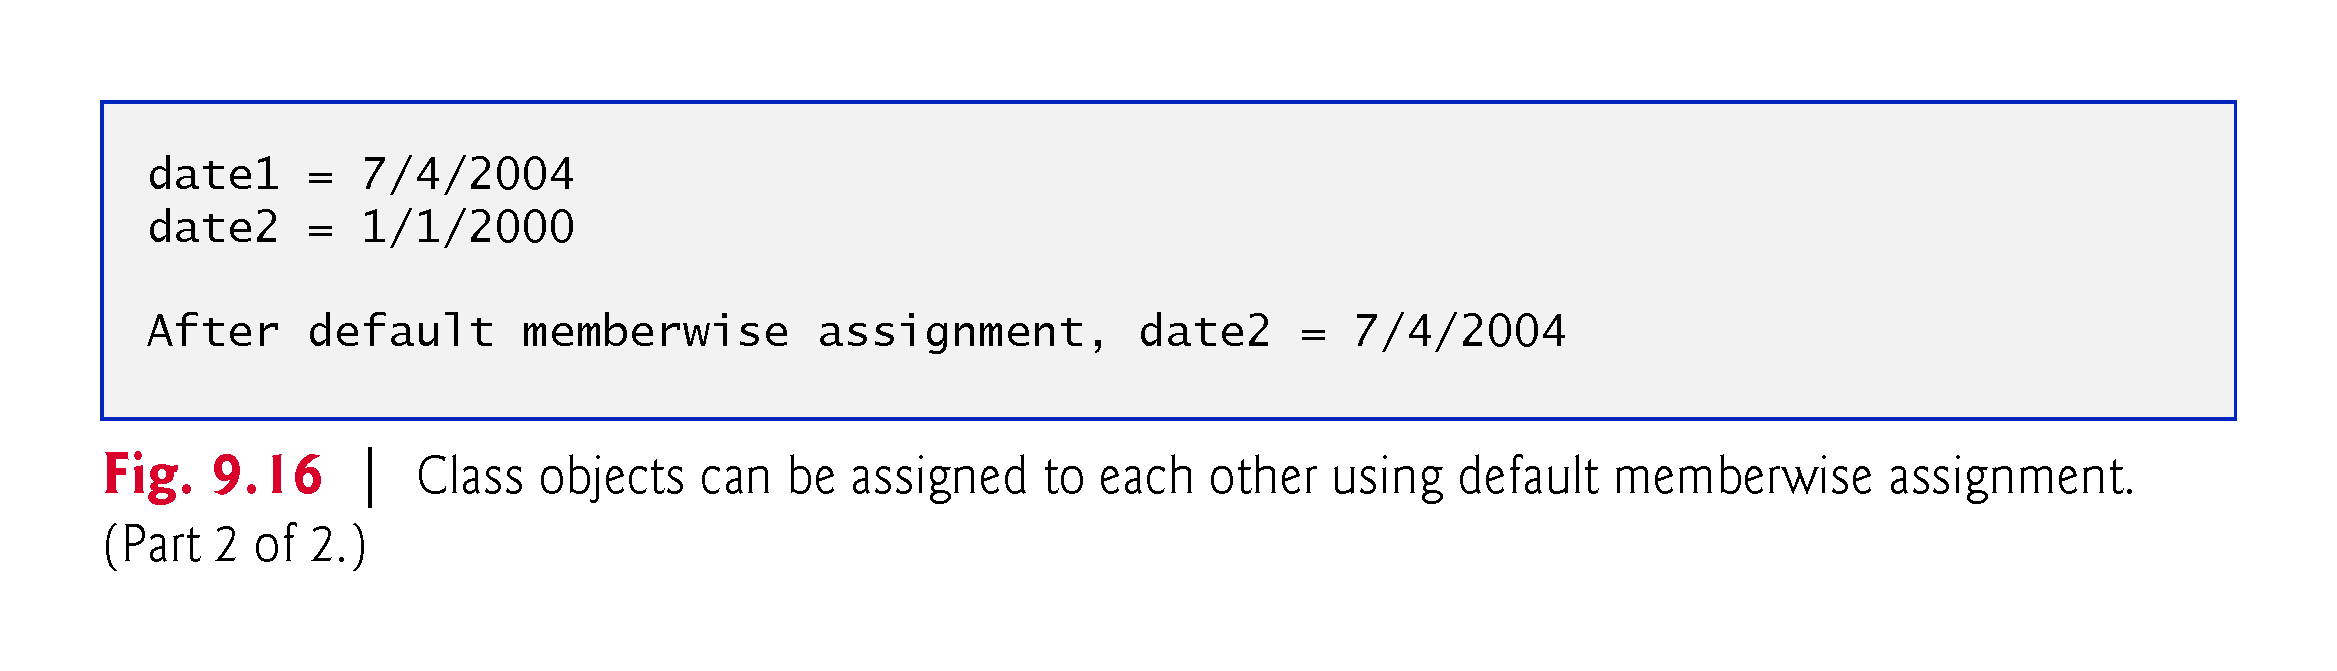 date1 = 7/4/2004
date2 = 1/1/2000
After default memberwise assignment, date2 = 7/4/2004
Fig. 9.16 | Class objects can be assigned to each other using default memberwise assignment.
(Part 2 of 2.)